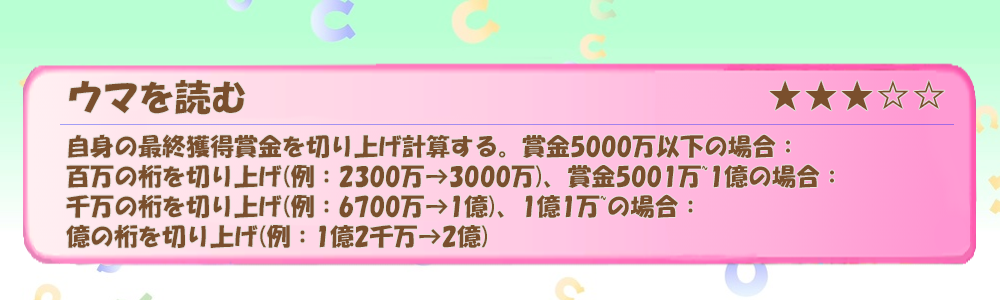 ウマを読む ★★★☆☆
自身の最終獲得賞金を切り上げ計算する。賞金5000万以下の場合：
百万の桁を切り上げ(例：2300万→3000万)、賞金5001万~1億の場合：
千万の桁を切り上げ(例：6700万→1億)、1億1万~の場合：
億の桁を切り上げ(例：1億2千万→2億)